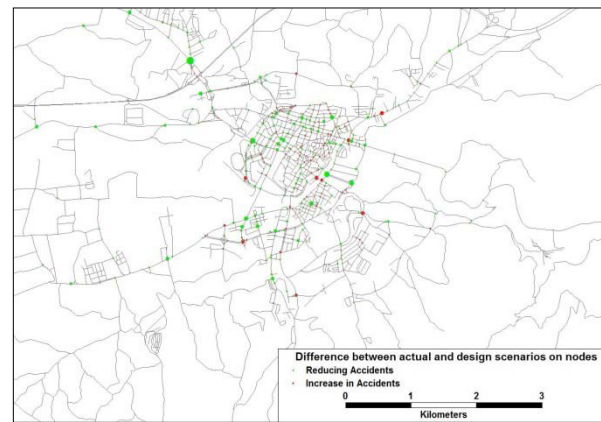 Difference between actual and design scenarios on nodes
Reducing Accidents
Increase in Accidents
0 1 2 3
Kilometers